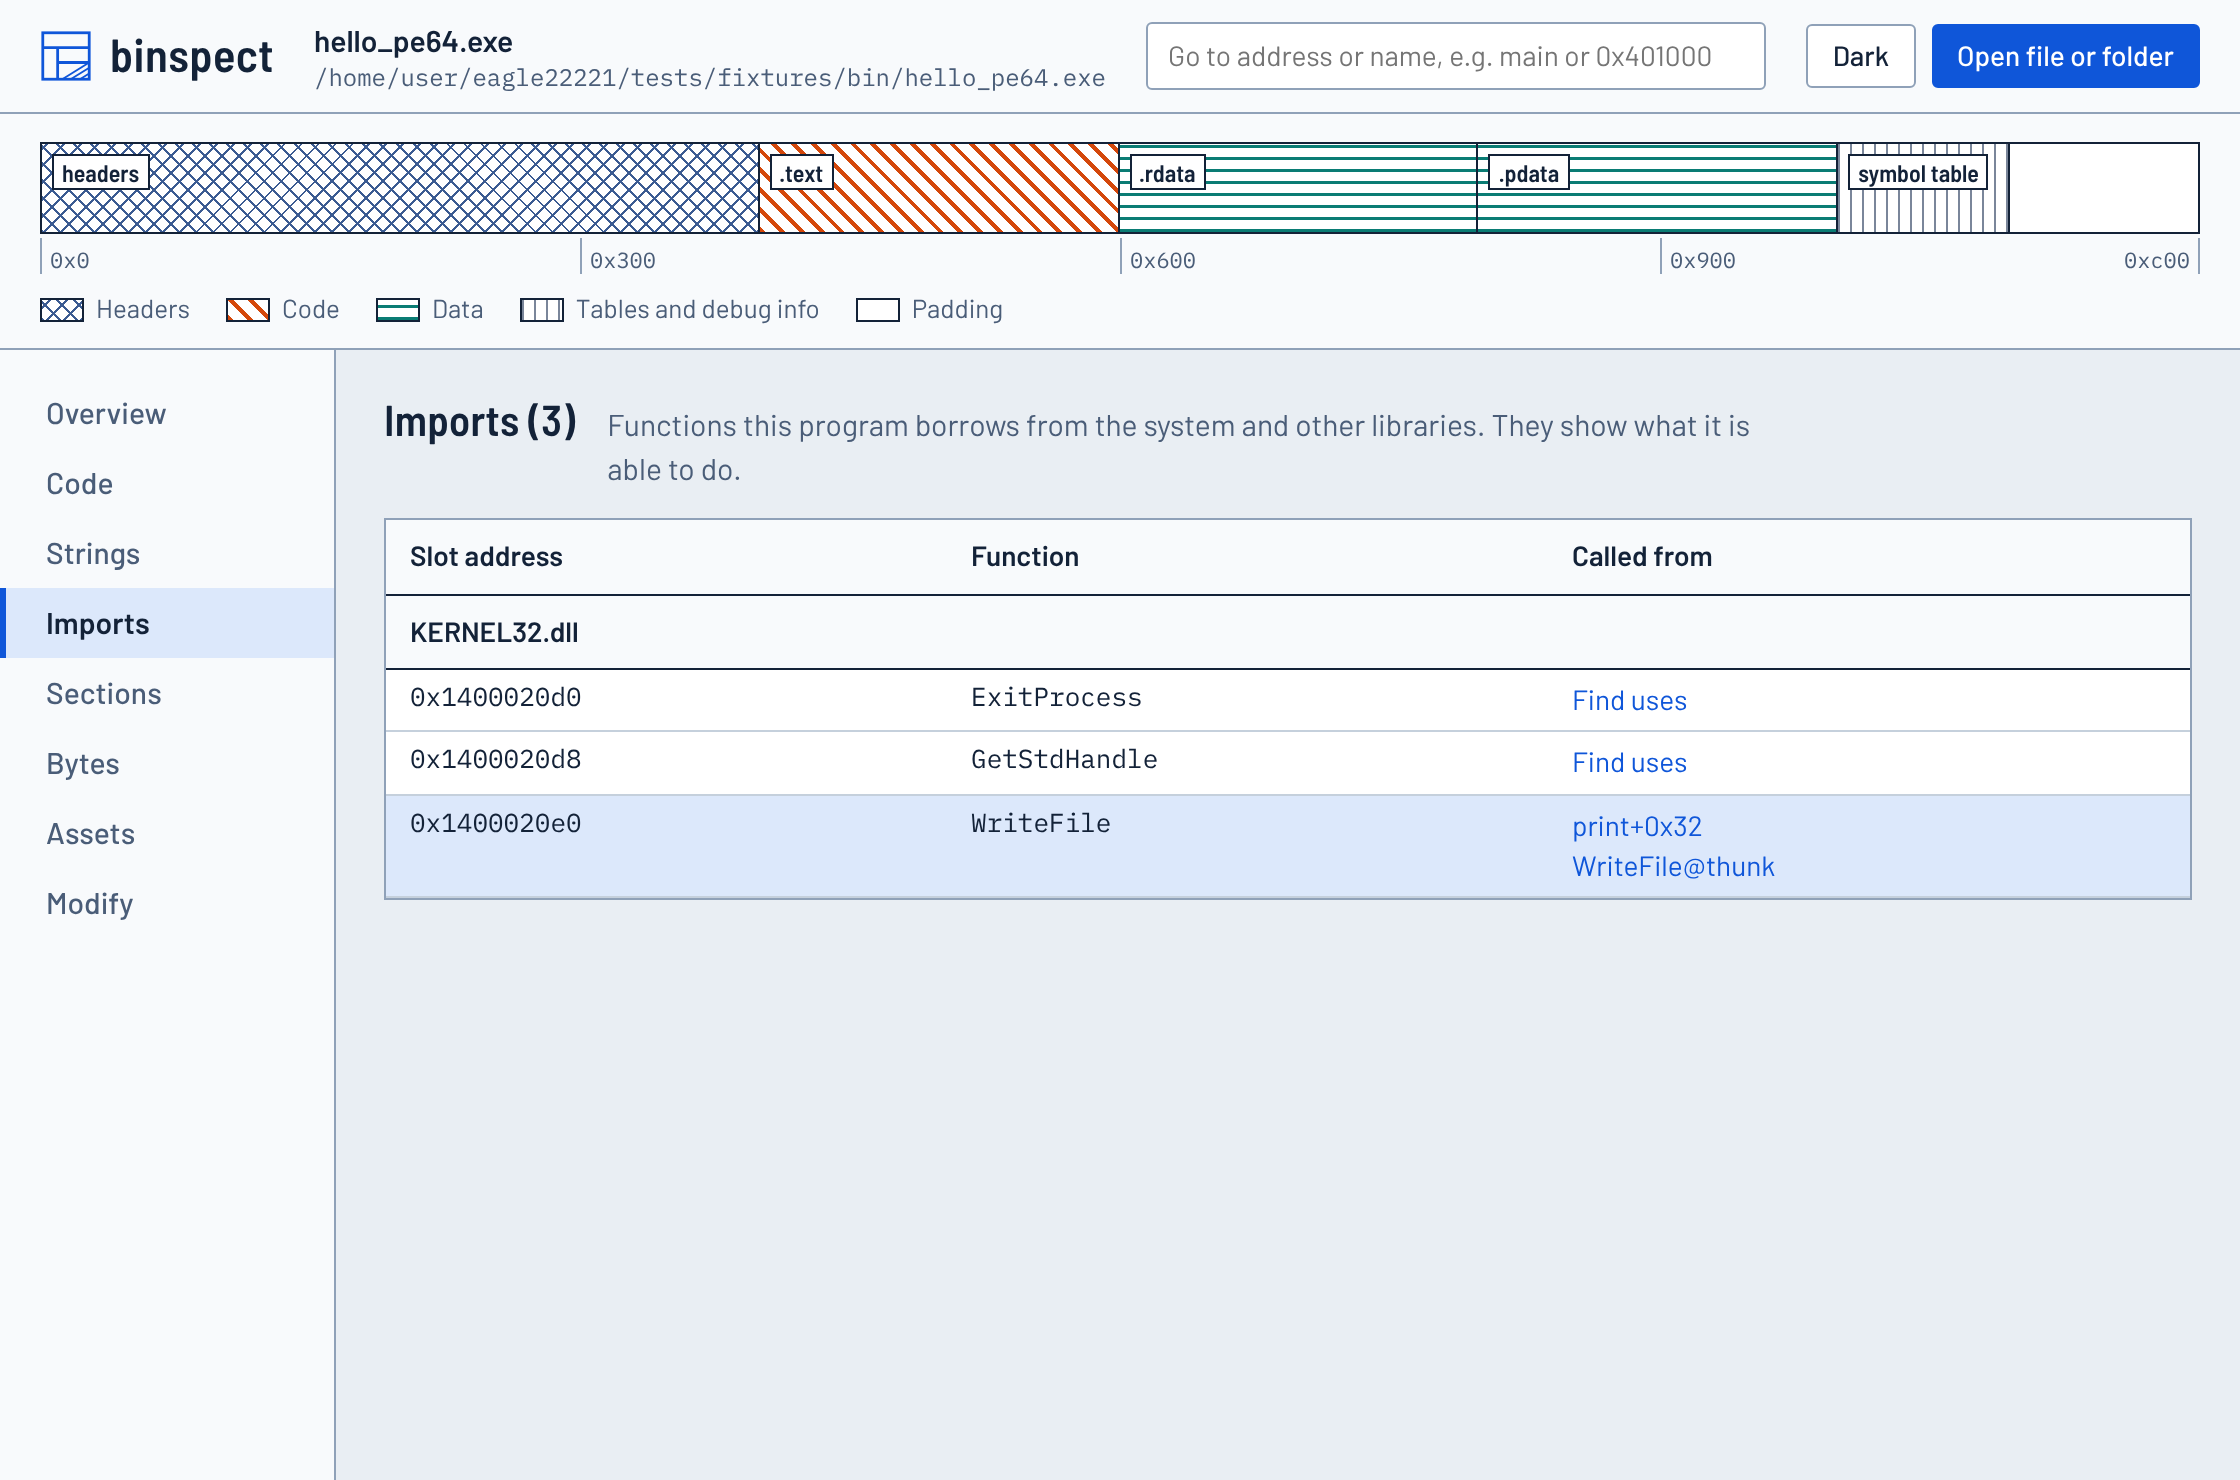 binspect
hello_pe64.exe
/home/user/eagle22221/tests/fixtures/bin/hello_pe64.exe
Go to address or name, e.g. main or 0x401000
Dark
Open file or folder
headers
.text
.rdata
.pdata
symbol table
0x0
0x300
0x600
0x900
0xc00
Headers
Code
Data
Tables and debug info
Padding
Overview
Code
Strings
Imports
Sections
Bytes
Assets
Modify
Imports (3)
Functions this program borrows from the system and other libraries. They show what it is
able to do.
Slot address Function Called from
KERNEL32.dll
0x1400020d0 ExitProcess Find uses
0x1400020d8 GetStdHandle Find uses
0x1400020e0 WriteFile print+0x32
WriteFile@thunk